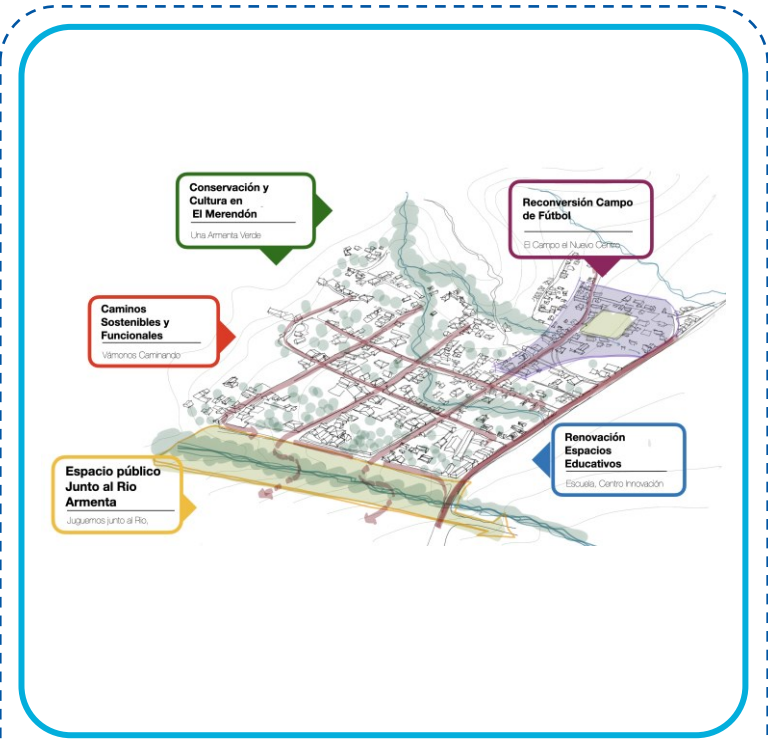 Conservación y
Cultura en
El Merendón
Una Armenta Verde
Reconversión Campo
de Fútbol
El Campo el Nuevo Centro
Caminos
Sostenibles y
Funcionales
Vámonos Caminando
Renovación
Espacios
Educativos
Escuela, Centro Innovación
Espacio público
Junto al Rio
Armenta
Juguemos junto al Río,